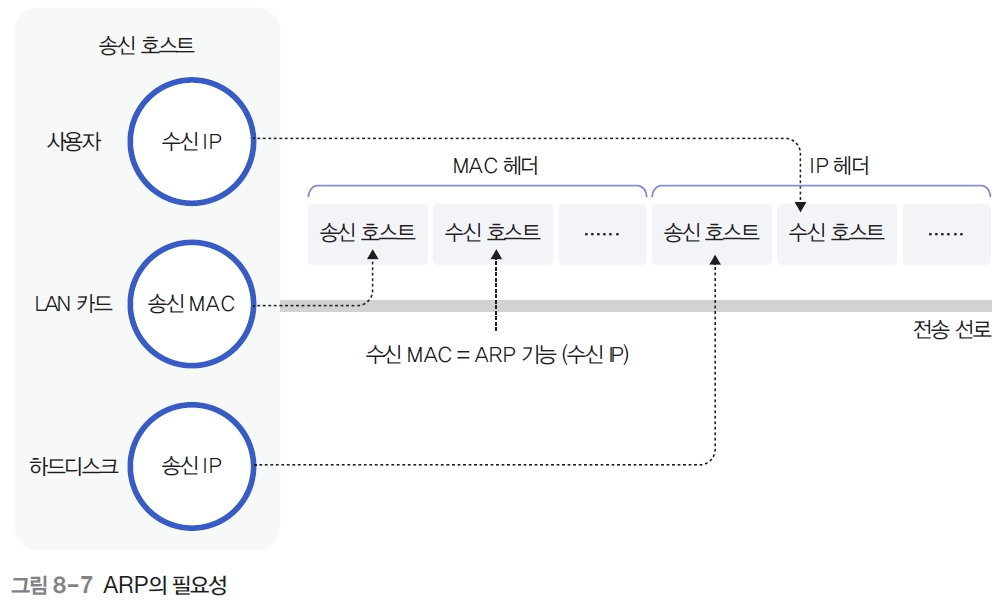 송신 호스트
사용자
수신 IP
MAC 헤더
IP 헤더
송신 호스트
수신 호스트
······
송신 호스트
수신 호스트
······
LAN 카드
송신 MAC
전송 선로
수신 MAC = ARP 기능 (수신 IP)
하드디스크
송신 IP
그림 8-7 ARP의 필요성